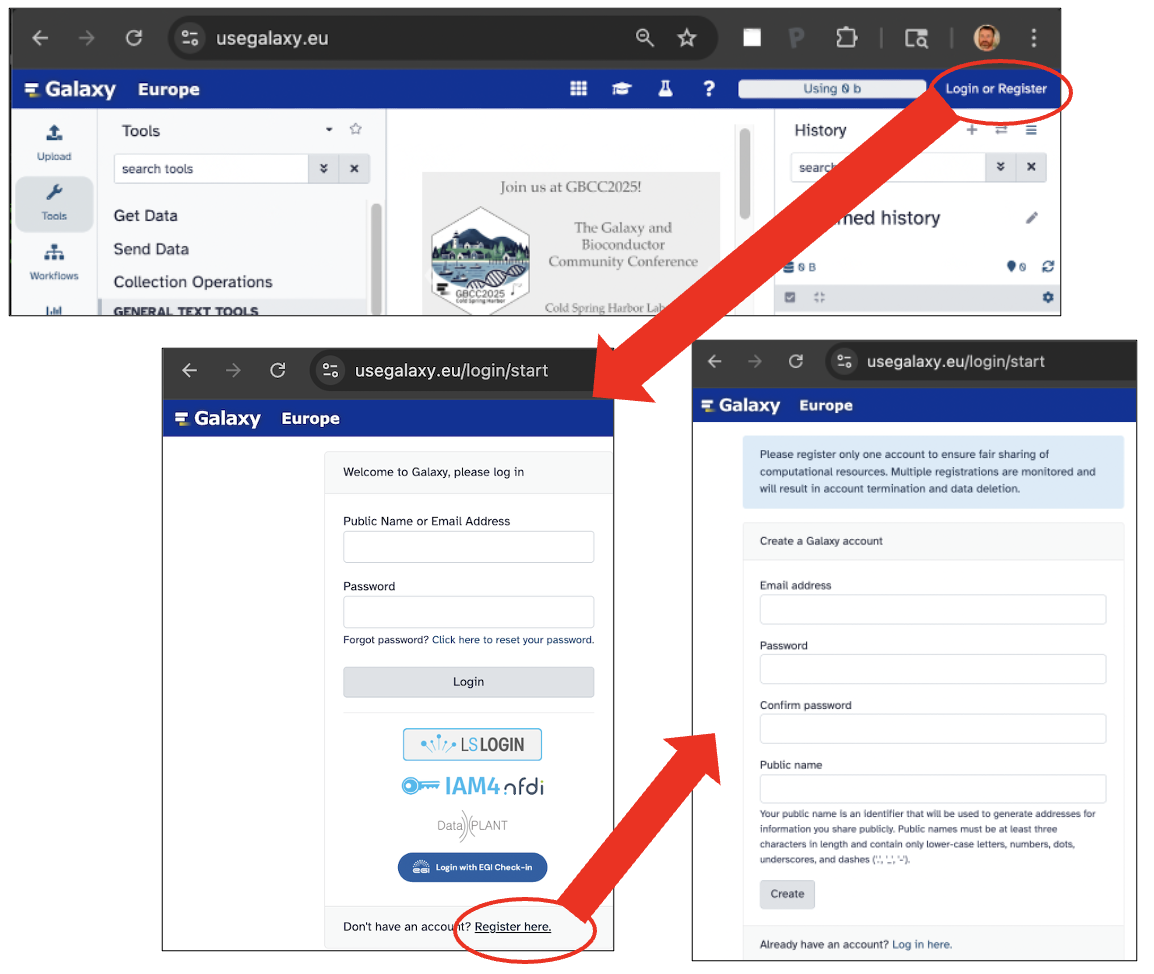 usegalaxy.eu
Galaxy Europe
Using 0 b
Login or Register
Upload
Tools
Workflows
Tools
search tools
Get Data
Send Data
Collection Operations
GENERAL TEXT TOOLS
Join us at GBCC2025!
The Galaxy and
Bioconductor
Community Conference
GBCC2025
Cold Spring Harbor
Cold Spring Harbor
History
history
0 B
0
usegalaxy.eu/login/start
Galaxy Europe
Welcome to Galaxy, please log in
Public Name or Email Address
Password
Forgot password? Click here to reset your password.
Login
LSLOGIN
IAM4nfdi
DataPLANT
EGI Login with EGI Check-in
Don't have an account? Register here.
usegalaxy.eu/login/start
Galaxy Europe
Please register only one account to ensure fair sharing of
computational resources. Multiple registrations are monitored and
will result in account termination and data deletion.
Create a Galaxy account
Email address
Password
Confirm password
Public name
Your public name is an identifier that will be used to generate addresses for
information you share publicly. Public names must be at least three
characters in length and contain only lower-case letters, numbers, dots,
underscores, and dashes ('.', '_', '-').
Create
Already have an account? Log in here.